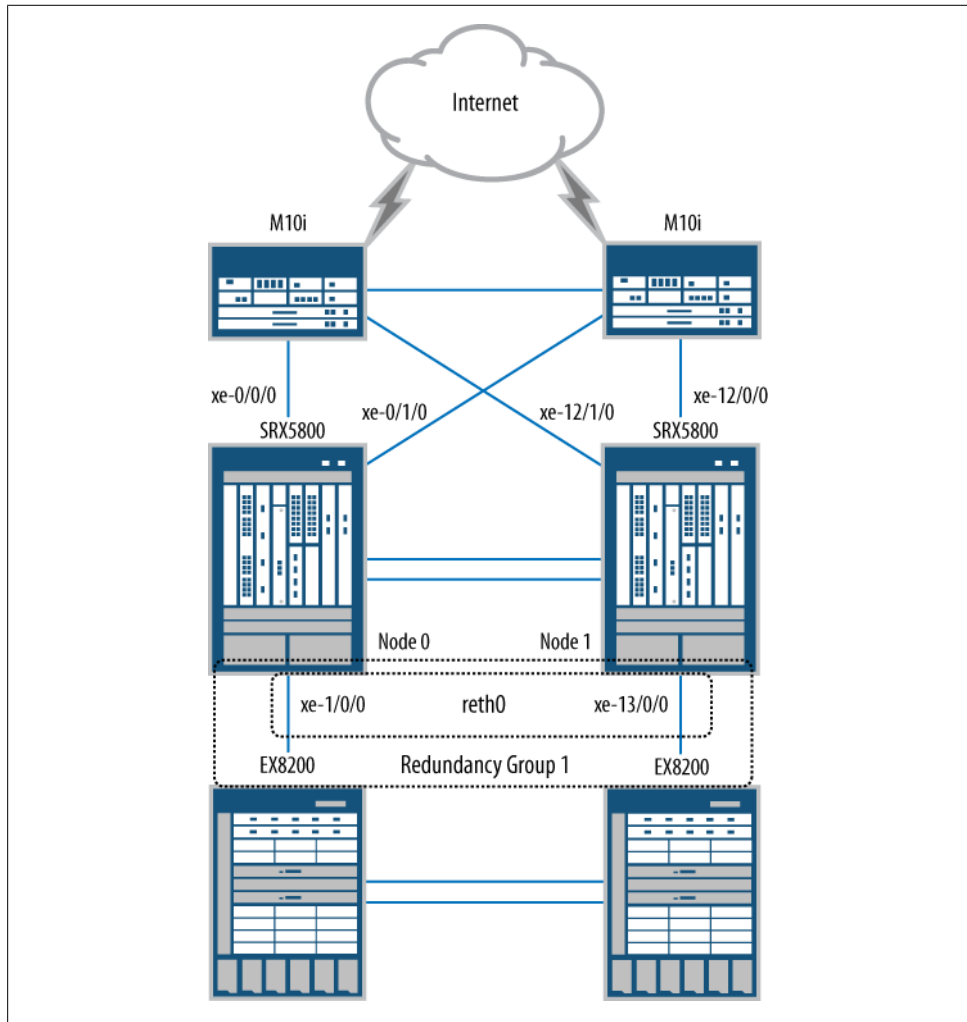 Internet
M10i
M10i
xe-0/0/0
xe-0/1/0
xe-12/1/0
xe-12/0/0
SRX5800
SRX5800
Node 0
Node 1
xe-1/0/0
reth0
xe-13/0/0
EX8200
Redundancy Group 1
EX8200